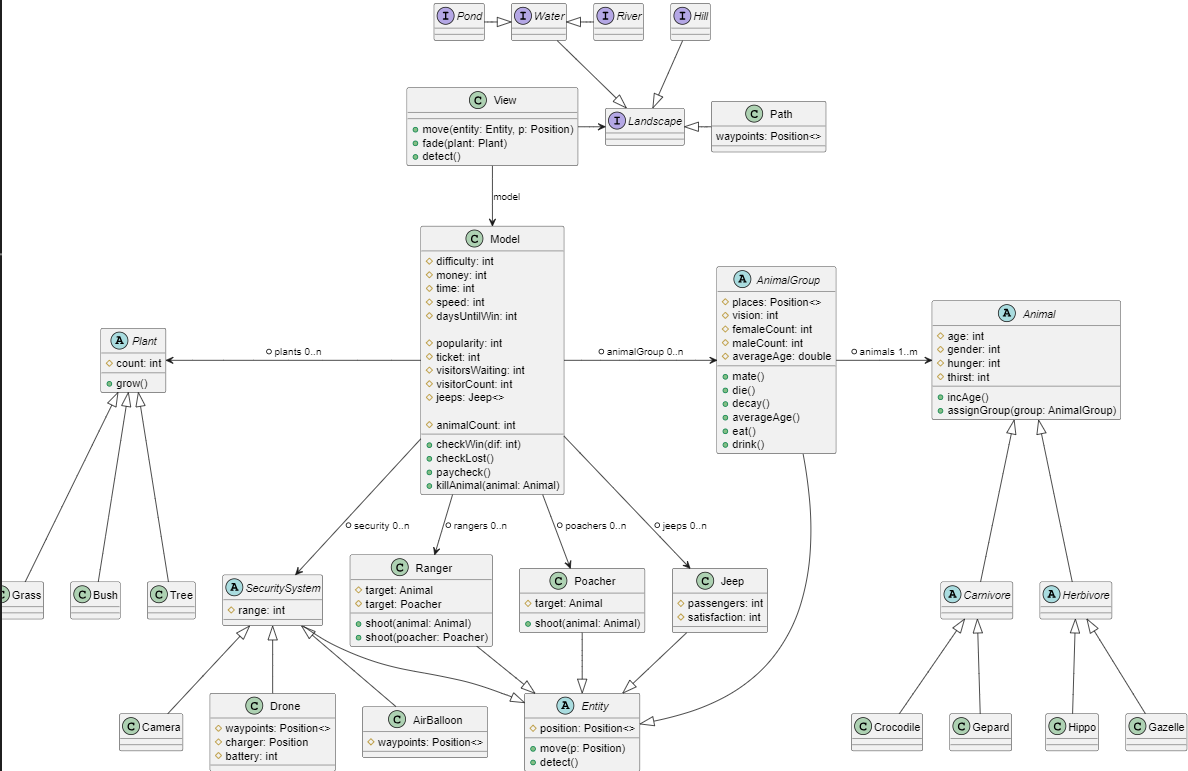 I Pond
I Water
I River
I Hill
C View
move(entity: Entity, p: Position)
fade(plant: Plant)
detect()
I Landscape
C Path
waypoints: Position<>
model
C Model
difficulty: int
money: int
time: int
speed: int
daysUntilWin: int
popularity: int
ticket: int
visitorsWaiting: int
visitorCount: int
jeeps: Jeep<>
animalCount: int
checkWin(dif: int)
checkLost()
paycheck()
killAnimal(animal: Animal)
A Plant
count: int
grow()
plants 0..n
animalGroup 0..n
A AnimalGroup
places: Position<>
vision: int
femaleCount: int
maleCount: int
averageAge: double
mate()
die()
decay()
averageAge()
eat()
drink()
animals 1..m
A Animal
age: int
gender: int
hunger: int
thirst: int
incAge()
assignGroup(group: AnimalGroup)
security 0..n
rangers 0..n
poachers 0..n
jeeps 0..n
C Grass
C Bush
C Tree
A SecuritySystem
range: int
C Ranger
target: Animal
target: Poacher
shoot(animal: Animal)
shoot(poacher: Poacher)
C Poacher
target: Animal
shoot(animal: Animal)
C Jeep
passengers: int
satisfaction: int
A Carnivore
A Herbivore
C Camera
C Drone
waypoints: Position<>
charger: Position
battery: int
C AirBalloon
waypoints: Position<>
A Entity
position: Position<>
move(p: Position)
detect()
C Crocodile
C Gepard
C Hippo
C Gazelle